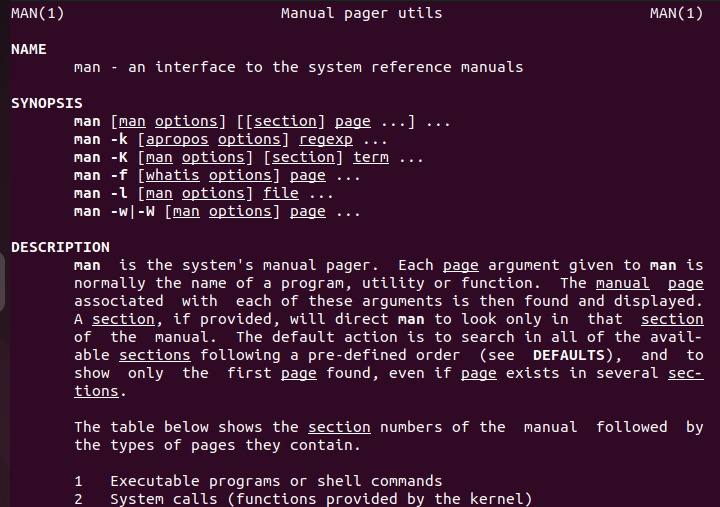 MAN(1) Manual pager utils MAN(1)
NAME
man - an interface to the system reference manuals
SYNOPSIS
man [man options] [[section] page ...] ...
man -k [apropos options] regexp ...
man -K [man options] [section] term ...
man -f [whatis options] page ...
man -l [man options] file ...
man -w|-W [man options] page ...
DESCRIPTION
man is the system's manual pager. Each page argument given to man is
normally the name of a program, utility or function. The manual page
associated with each of these arguments is then found and displayed.
A section, if provided, will direct man to look only in that section
of the manual. The default action is to search in all of the avail-
able sections following a pre-defined order (see DEFAULTS), and to
show only the first page found, even if page exists in several sec-
tions.
The table below shows the section numbers of the manual followed by
the types of pages they contain.
1 Executable programs or shell commands
2 System calls (functions provided by the kernel)